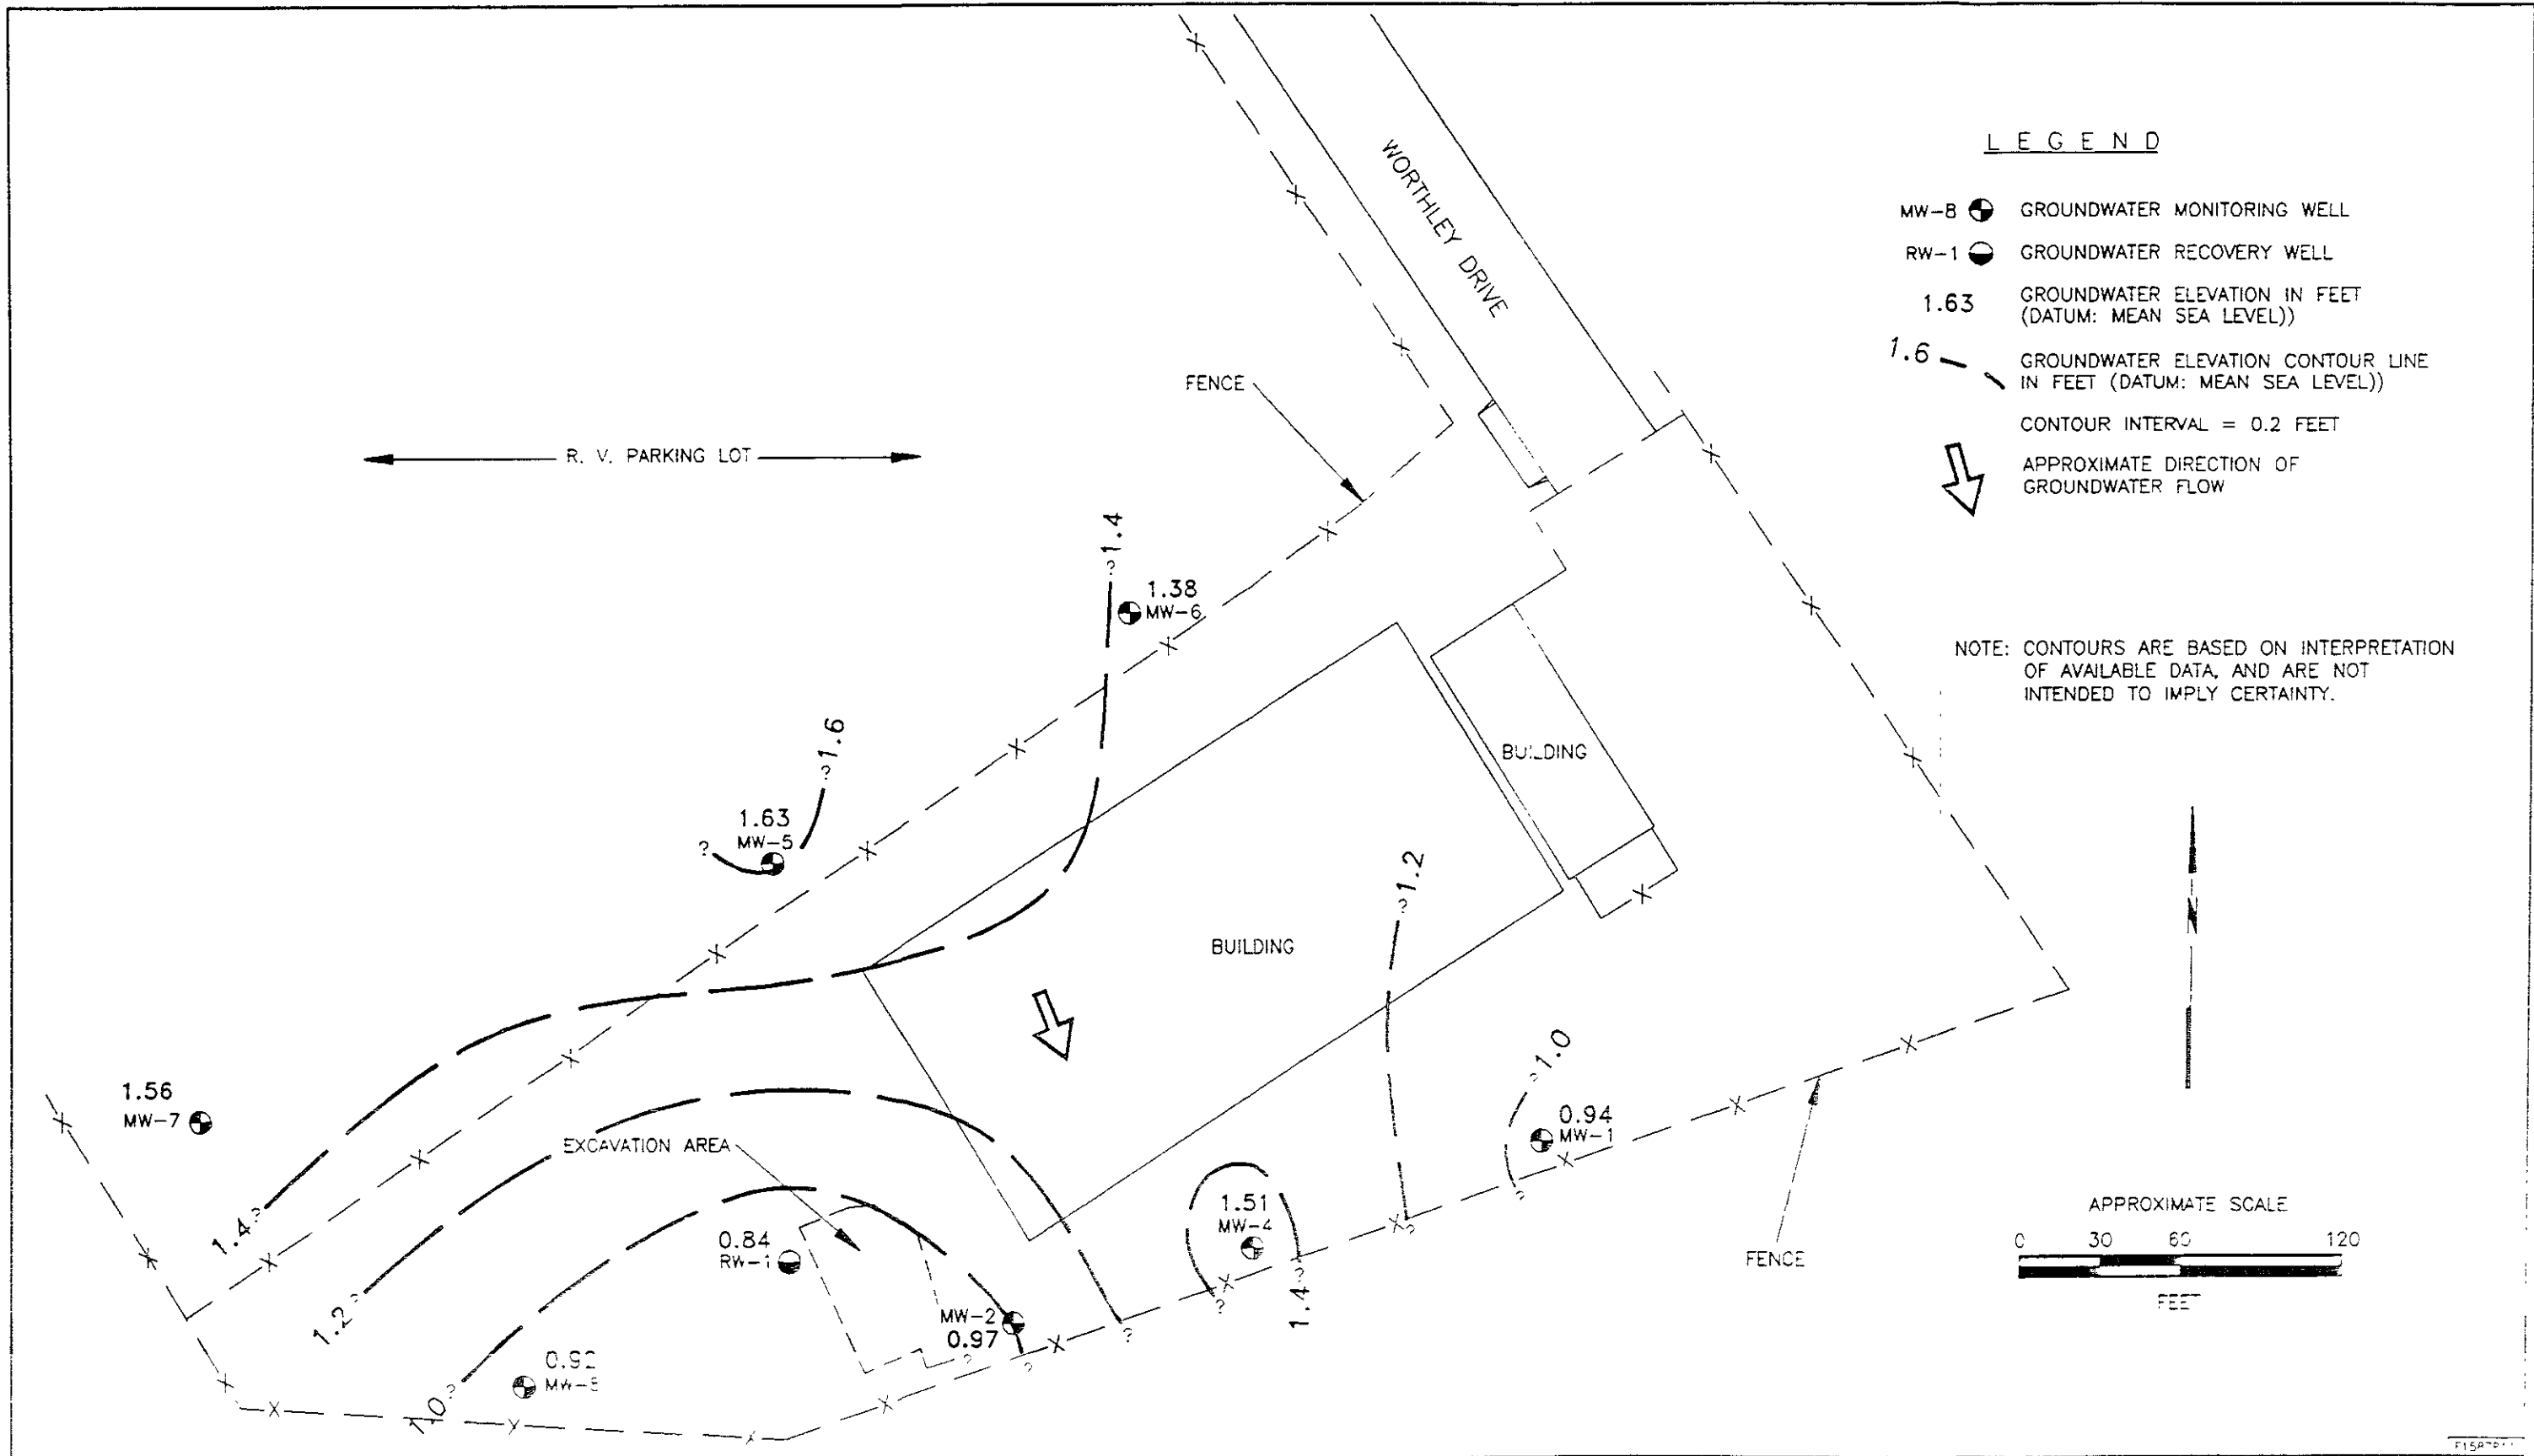 WORTHLEY DRIVE
FENCE
R. V. PARKING LOT
L E G E N D
MW-8 GROUNDWATER MONITORING WELL
RW-1 GROUNDWATER RECOVERY WELL
1.63 GROUNDWATER ELEVATION IN FEET
(DATUM: MEAN SEA LEVEL))
1.6 GROUNDWATER ELEVATION CONTOUR LINE
IN FEET (DATUM: MEAN SEA LEVEL))
CONTOUR INTERVAL = 0.2 FEET
APPROXIMATE DIRECTION OF
GROUNDWATER FLOW
NOTE: CONTOURS ARE BASED ON INTERPRETATION
OF AVAILABLE DATA, AND ARE NOT
INTENDED TO IMPLY CERTAINTY.
?1.4
1.38
MW-6
?1.6
1.63
MW-5
?
BUILDING
?1.2
BUILDING
N
?1.0
1.56
MW-7
EXCAVATION AREA
0.94
MW-1
?
1.51
MW-4
?
?
1.4
?
1.4?
0.84
RW-1
1.2?
MW-2
0.97
?
?
?
0.92
1.0?
FENCE
APPROXIMATE SCALE
0 30 60 120
FEET